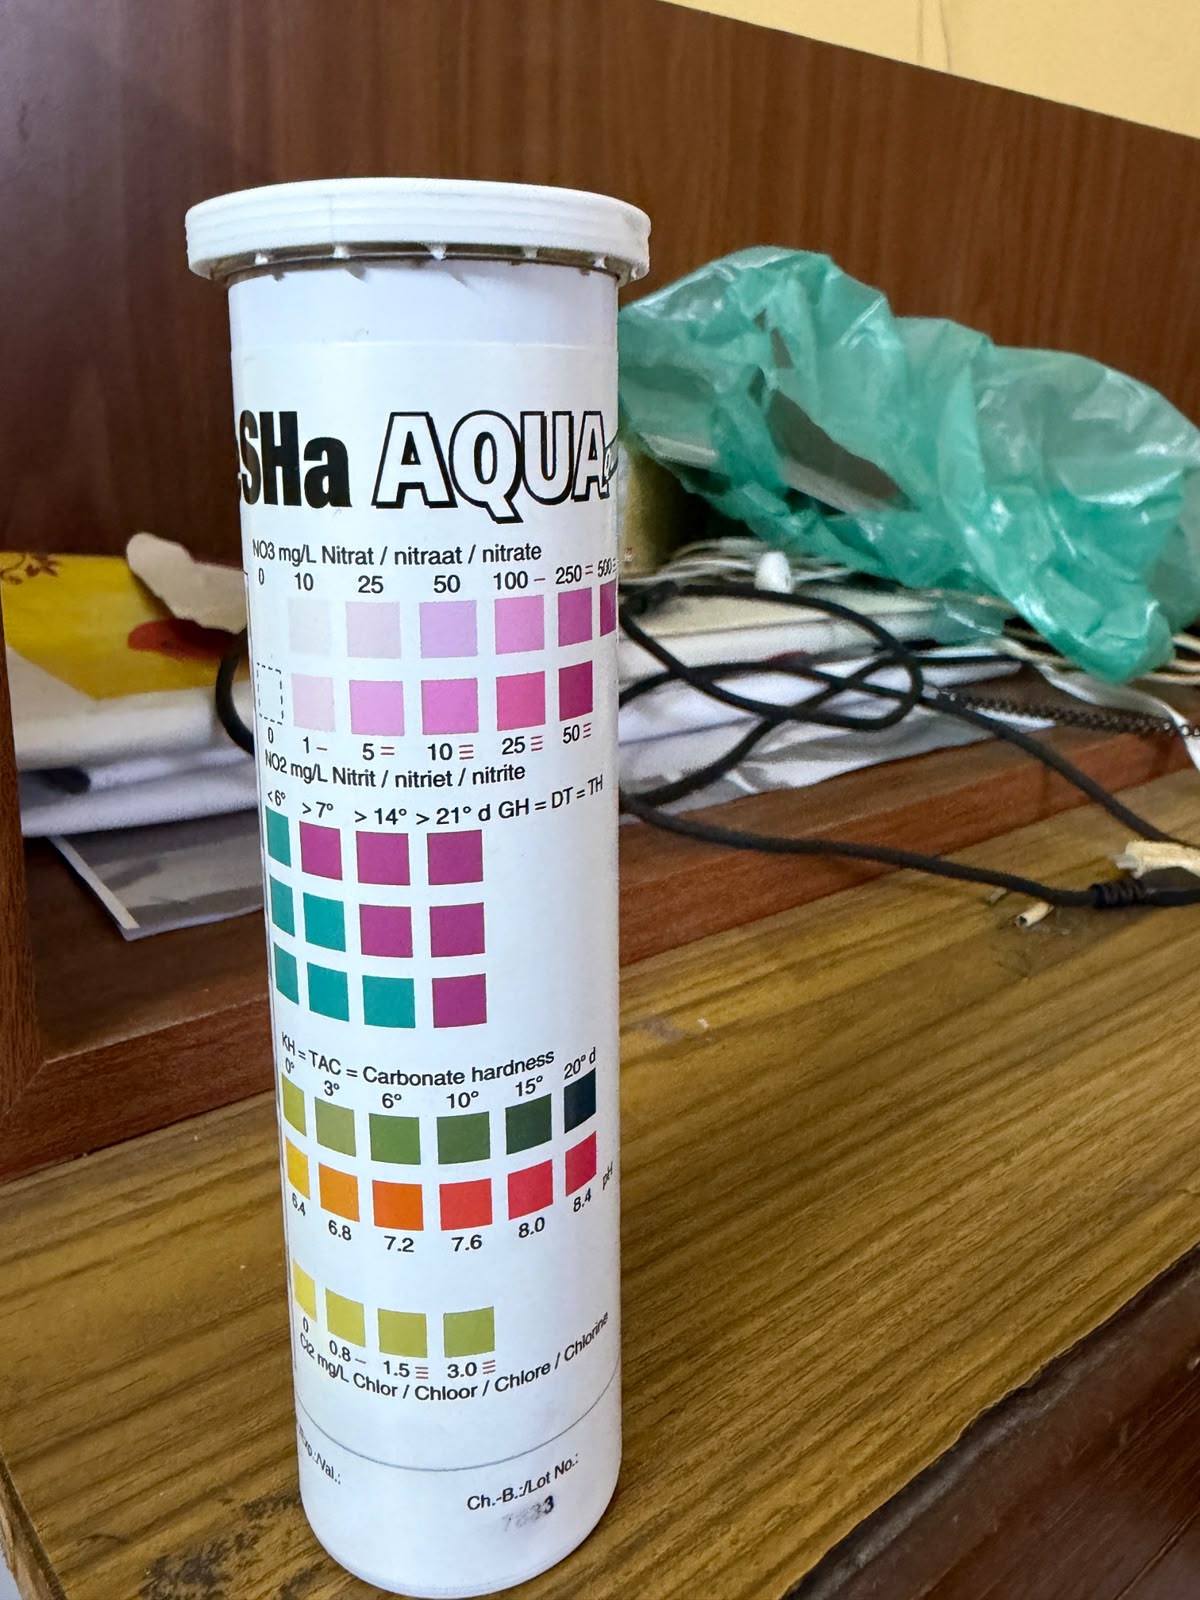 SHa AQUA
NO3 mg/L Nitrat / nitraat / nitrate
0 10 25 50 100 – 250 = 500 ≡
0 1 – 5 = 10 ≡ 25 ≡ 50 ≡
NO2 mg/L Nitrit / nitriet / nitrite
<6° >7° >14° >21° d GH = DT = TH
KH = TAC = Carbonate hardness
0° 3° 6° 10° 15° 20° d
6.4 6.8 7.2 7.6 8.0 8.4 pH
0 0.8 – 1.5 ≡ 3.0 ≡
Cl2 mg/L Chlor / Chloor / Chlore / Chlorine
Ch.-B.:/Lot No.: